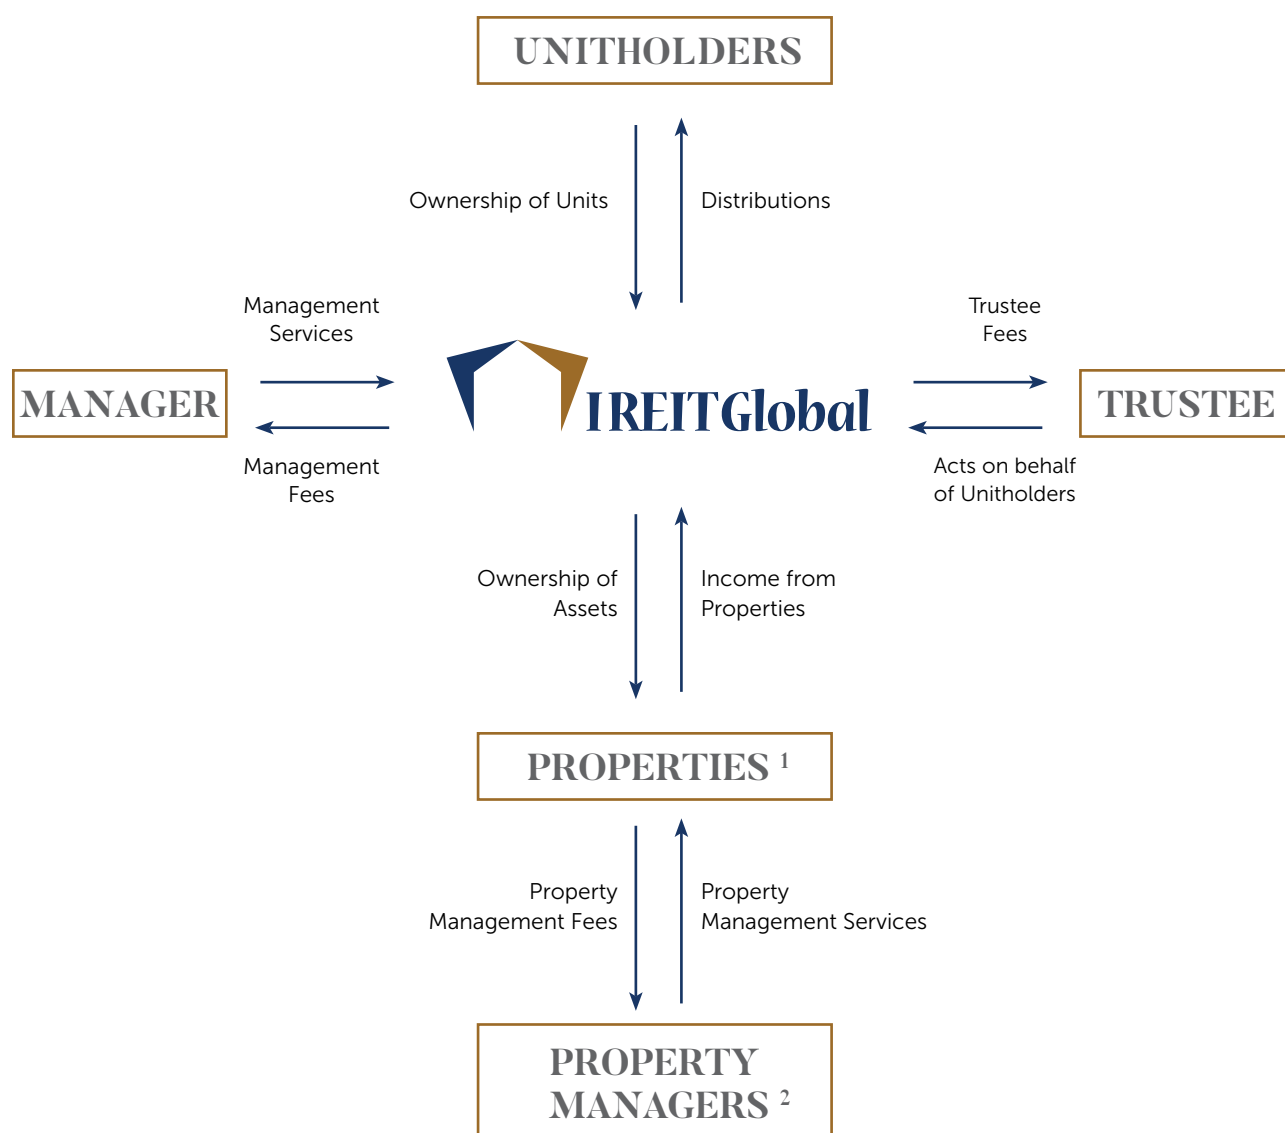 UNITHOLDERS
Ownership of Units
Distributions
Management
Services
Trustee
Fees
MANAGER
IREITGlobal
TRUSTEE
Management
Fees
Acts on behalf
of Unitholders
Ownership of
Assets
Income from
Properties
PROPERTIES 1
Property
Management Fees
Property
Management Services
PROPERTY
MANAGERS 2